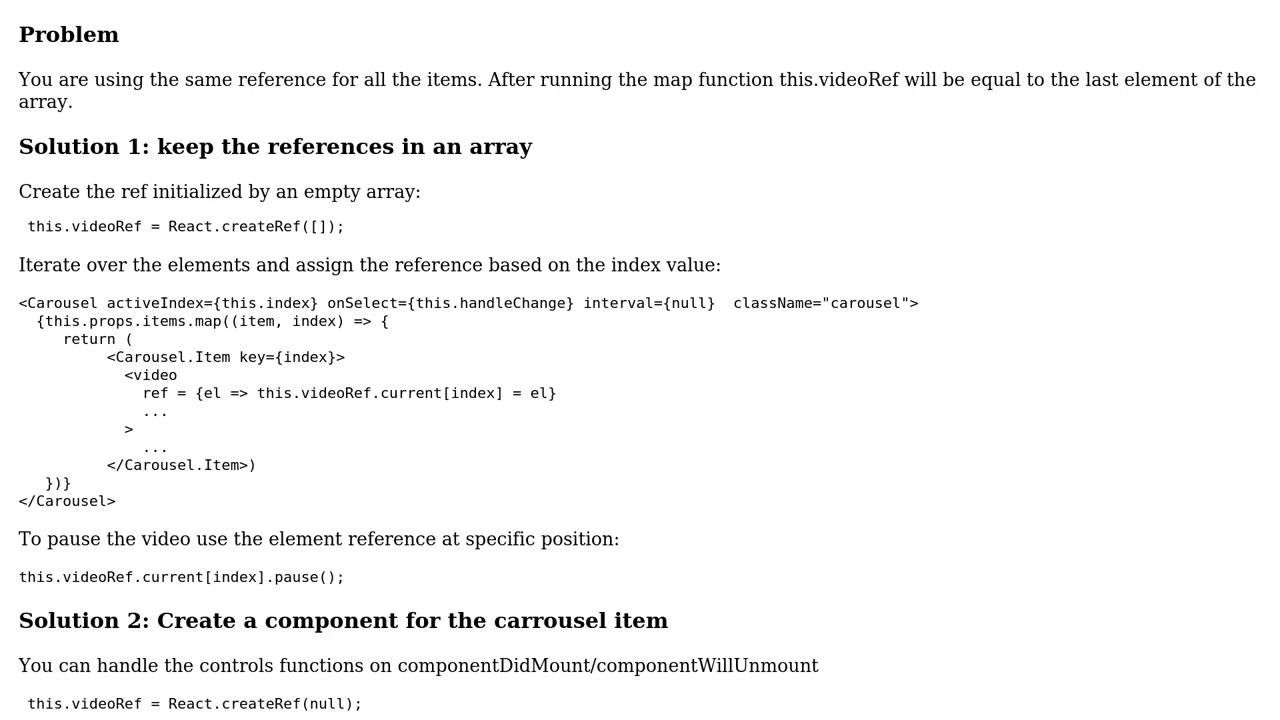 Problem
You are using the same reference for all the items. After running the map function this.videoRef will be equal to the last element of the
array.
Solution 1: keep the references in an array
Create the ref initialized by an empty array:
 this.videoRef = React.createRef([]);
Iterate over the elements and assign the reference based on the index value:
<Carousel activeIndex={this.index} onSelect={this.handleChange} interval={null}  className="carousel">
  {this.props.items.map((item, index) => {
     return (
          <Carousel.Item key={index}>
            <video
              ref = {el => this.videoRef.current[index] = el}
              ...
            >
              ...
          </Carousel.Item>)
   })}
</Carousel>
To pause the video use the element reference at specific position:
this.videoRef.current[index].pause();
Solution 2: Create a component for the carrousel item
You can handle the controls functions on componentDidMount/componentWillUnmount
 this.videoRef = React.createRef(null);